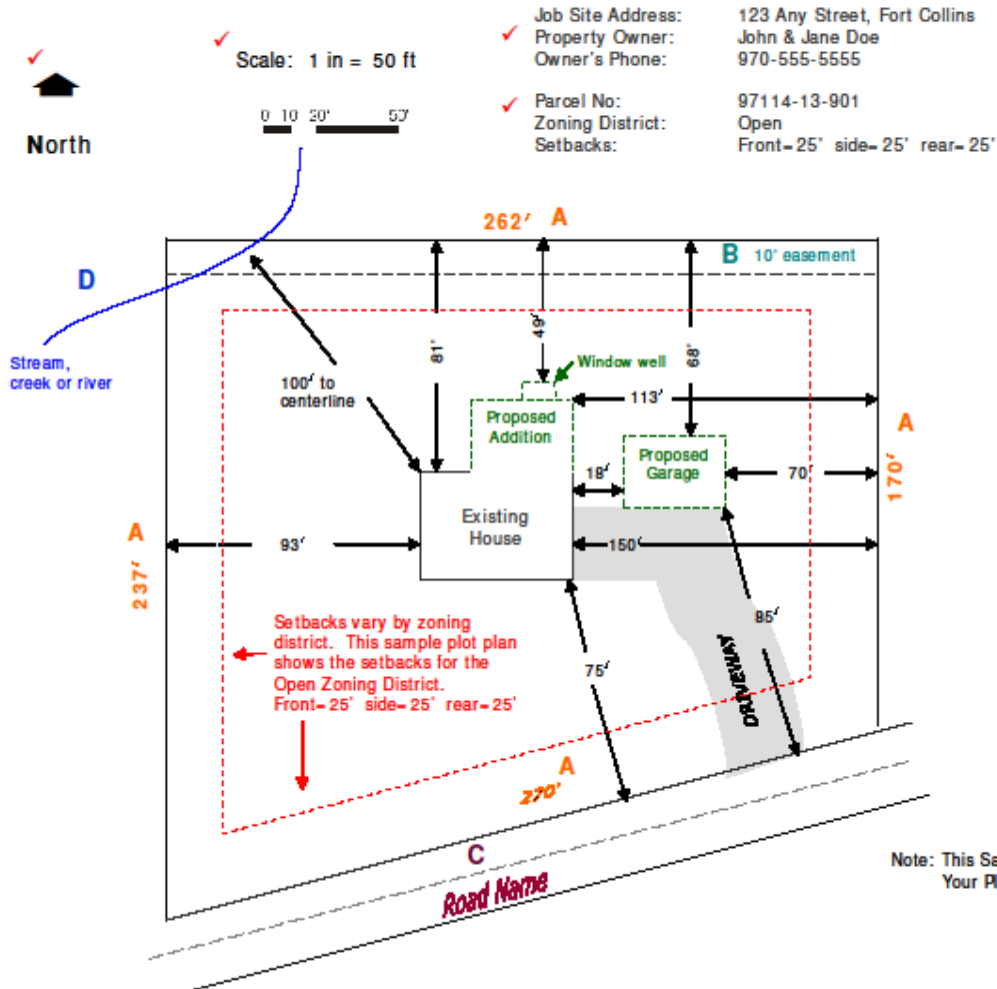 Job Site Address: 123 Any Street, Fort Collins
Property Owner: John & Jane Doe
Owner's Phone: 970-555-5555
Scale: 1 in = 50 ft
Parcel No: 97114-13-901
Zoning District: Open
Setbacks: Front=25' side=25' rear=25'
0 10 20' 50'
North
262' A
B 10' easement
D
Stream,
creek or river
100' to
centerline
81'
49'
68'
Window well
113'
Proposed
Addition
A
170'
Proposed
Garage
18'
70'
Existing
House
A
237'
93'
150'
Setbacks vary by zoning
district. This sample plot plan
shows the setbacks for the
Open Zoning District.
Front=25' side=25' rear=25'
75'
85'
DRIVEWAY
A
270'
C
Road Name
Note: This Sa
Your Pl